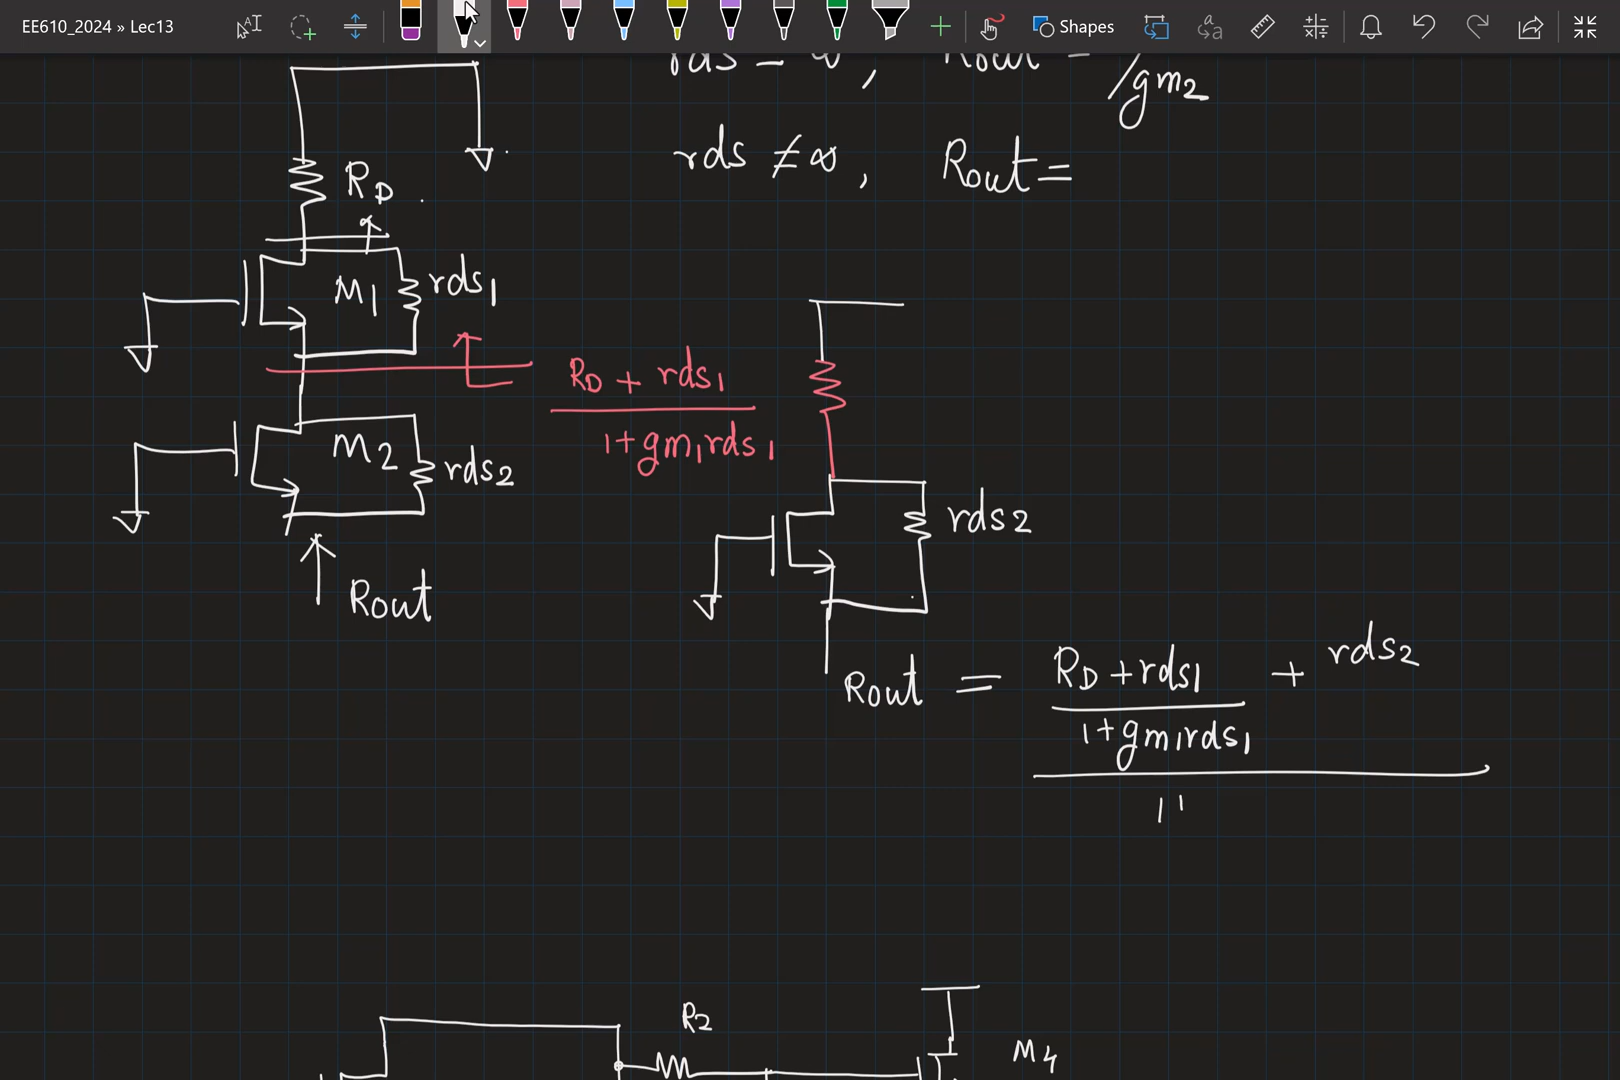 EE610_2024 » Lec13
Shapes
/gm2
rds ≠ ∞, Rout =
RD
M1
rds1
RD + rds1
1+gm1rds1
M2
rds2
rds2
Rout
Rout = RD + rds1 + rds2
1+gm1rds1
R2
M4